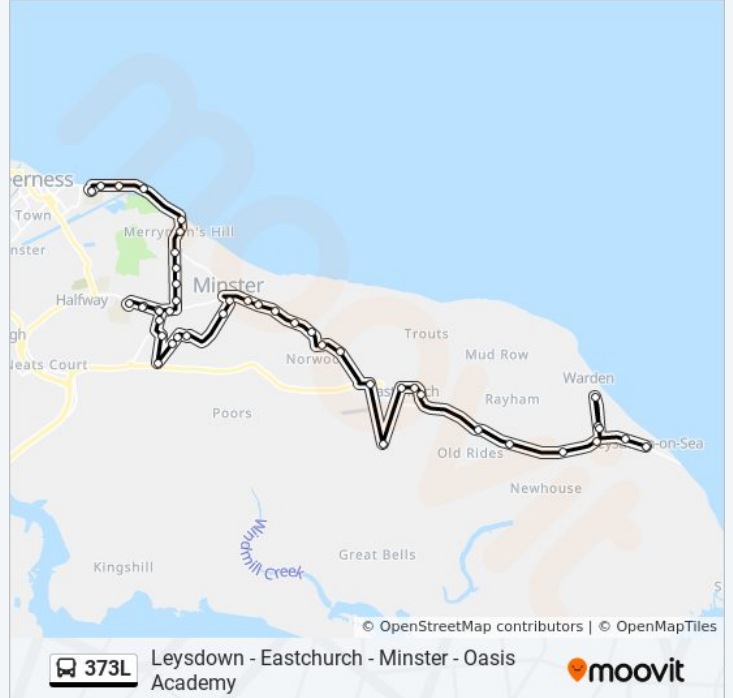 erness
Town
nster
Merryman's Hill
Halfway
Minster
gh
Neats Court
Trouts
Norwood
Mud Row
Warden
Rayham
Poors
Old Rides
Newhouse
Windmill Creek
Great Bells
Kingshill
S
© OpenStreetMap contributors | © OpenMapTiles
373L
Leysdown - Eastchurch - Minster - Oasis
Academy
moovit